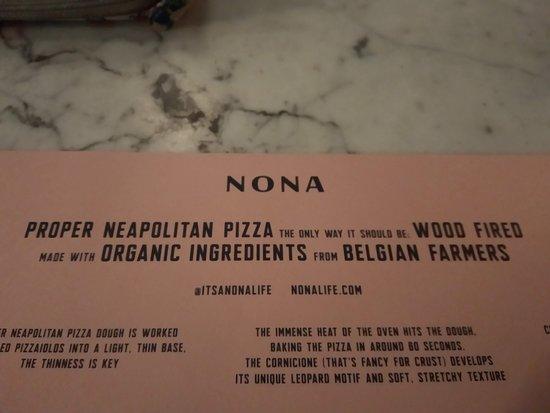 NONA
PROPER NEAPOLITAN PIZZA THE ONLY WAY IT SHOULD BE: WOOD FIRED
MADE WITH ORGANIC INGREDIENTS FROM BELGIAN FARMERS
@ITSANONALIFE NONALIFE.COM
NEAPOLITAN PIZZA DOUGH IS WORKED
PIZZAIOLOS INTO A LIGHT, THIN BASE,
THE THINNESS IS KEY
THE IMMENSE HEAT OF THE OVEN HITS THE DOUGH,
BAKING THE PIZZA IN AROUND 60 SECONDS.
THE CORNICIONE (THAT'S FANCY FOR CRUST) DEVELOPS
ITS UNIQUE LEOPARD MOTIF AND SOFT, STRETCHY TEXTURE